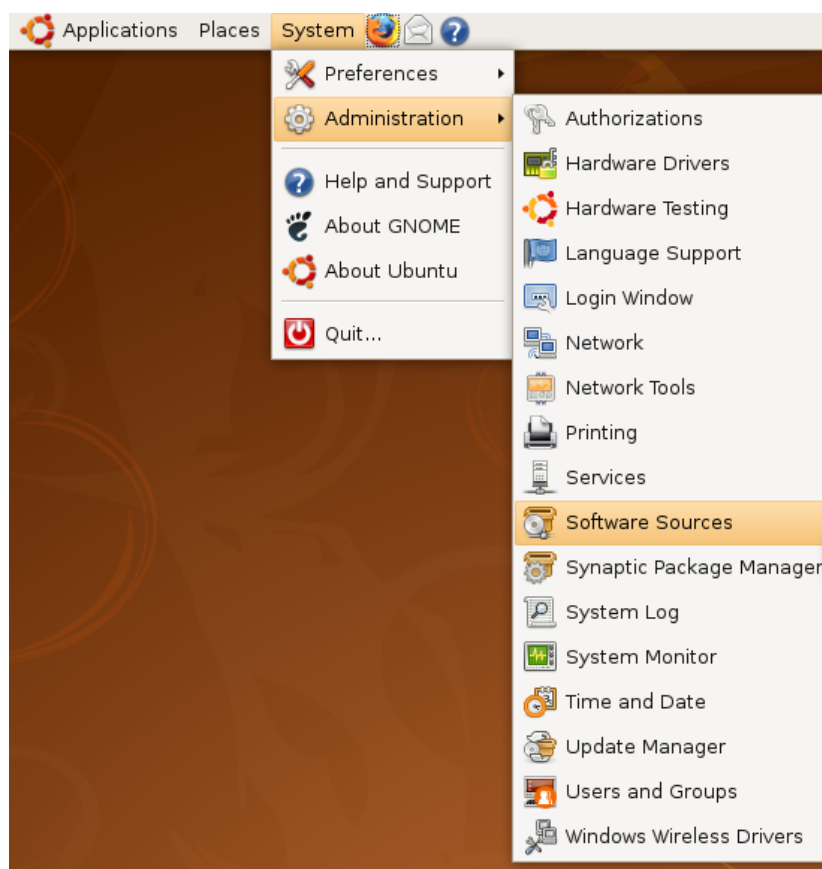 Applications Places System
Preferences
Administration
Help and Support
About GNOME
About Ubuntu
Quit...
Authorizations
Hardware Drivers
Hardware Testing
Language Support
Login Window
Network
Network Tools
Printing
Services
Software Sources
Synaptic Package Manager
System Log
System Monitor
Time and Date
Update Manager
Users and Groups
Windows Wireless Drivers